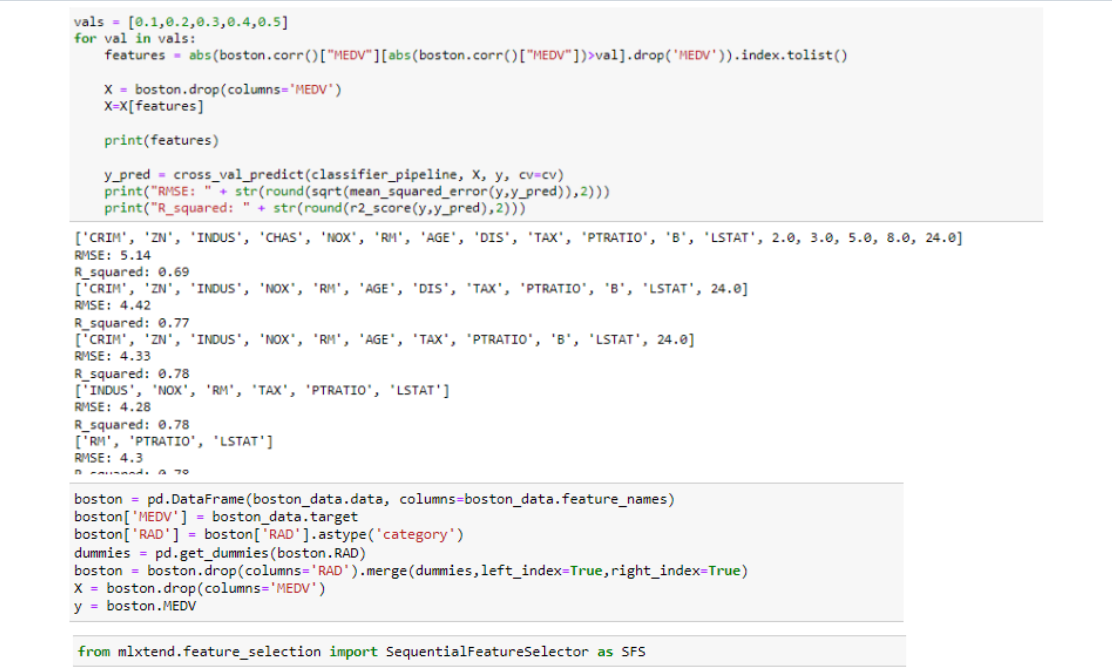 vals = [0.1,0.2,0.3,0.4,0.5]
for val in vals:
    features = abs(boston.corr()["MEDV"][abs(boston.corr()["MEDV"])>val].drop('MEDV')).index.tolist()
    X = boston.drop(columns='MEDV')
    X=X[features]
    print(features)
    y_pred = cross_val_predict(classifier_pipeline, X, y, cv=cv)
    print("RMSE: " + str(round(sqrt(mean_squared_error(y,y_pred)),2)))
    print("R_squared: " + str(round(r2_score(y,y_pred),2)))
['CRIM', 'ZN', 'INDUS', 'CHAS', 'NOX', 'RM', 'AGE', 'DIS', 'TAX', 'PTRATIO', 'B', 'LSTAT', 2.0, 3.0, 5.0, 8.0, 24.0]
RMSE: 5.14
R_squared: 0.69
['CRIM', 'ZN', 'INDUS', 'NOX', 'RM', 'AGE', 'DIS', 'TAX', 'PTRATIO', 'B', 'LSTAT', 24.0]
RMSE: 4.42
R_squared: 0.77
['CRIM', 'ZN', 'INDUS', 'NOX', 'RM', 'AGE', 'TAX', 'PTRATIO', 'B', 'LSTAT', 24.0]
RMSE: 4.33
R_squared: 0.78
['INDUS', 'NOX', 'RM', 'TAX', 'PTRATIO', 'LSTAT']
RMSE: 4.28
R_squared: 0.78
['RM', 'PTRATIO', 'LSTAT']
RMSE: 4.3
R_squared: 0.78
boston = pd.DataFrame(boston_data.data, columns=boston_data.feature_names)
boston['MEDV'] = boston_data.target
boston['RAD'] = boston['RAD'].astype('category')
dummies = pd.get_dummies(boston.RAD)
boston = boston.drop(columns='RAD').merge(dummies,left_index=True,right_index=True)
X = boston.drop(columns='MEDV')
y = boston.MEDV
from mlxtend.feature_selection import SequentialFeatureSelector as SFS